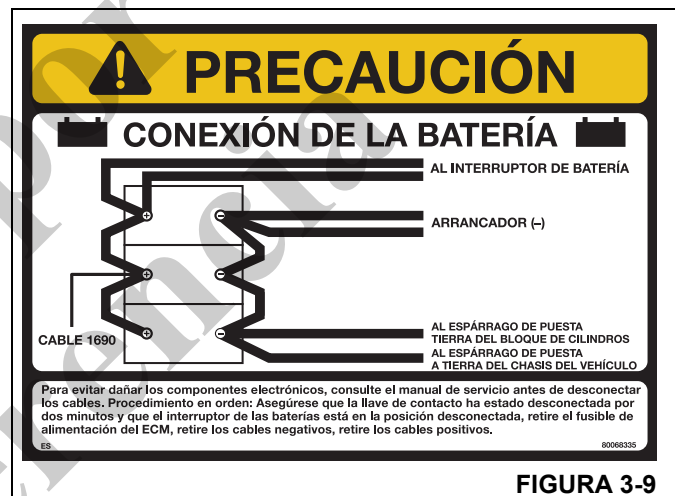 PRECAUCIÓN
CONEXIÓN DE LA BATERÍA
AL INTERRUPTOR DE BATERÍA
ARRANCADOR (–)
CABLE 1690
AL ESPÁRRAGO DE PUESTA
TIERRA DEL BLOQUE DE CILINDROS
AL ESPÁRRAGO DE PUESTA
A TIERRA DEL CHASIS DEL VEHÍCULO
Para evitar dañar los componentes electrónicos, consulte el manual de servicio antes de desconectar
los cables. Procedimiento en orden: Asegúrese que la llave de contacto ha estado desconectada por
dos minutos y que el interruptor de las baterías está en la posición desconectada, retire el fusible de
alimentación del ECM, retire los cables negativos, retire los cables positivos.
ES
80068335
FIGURA 3-9